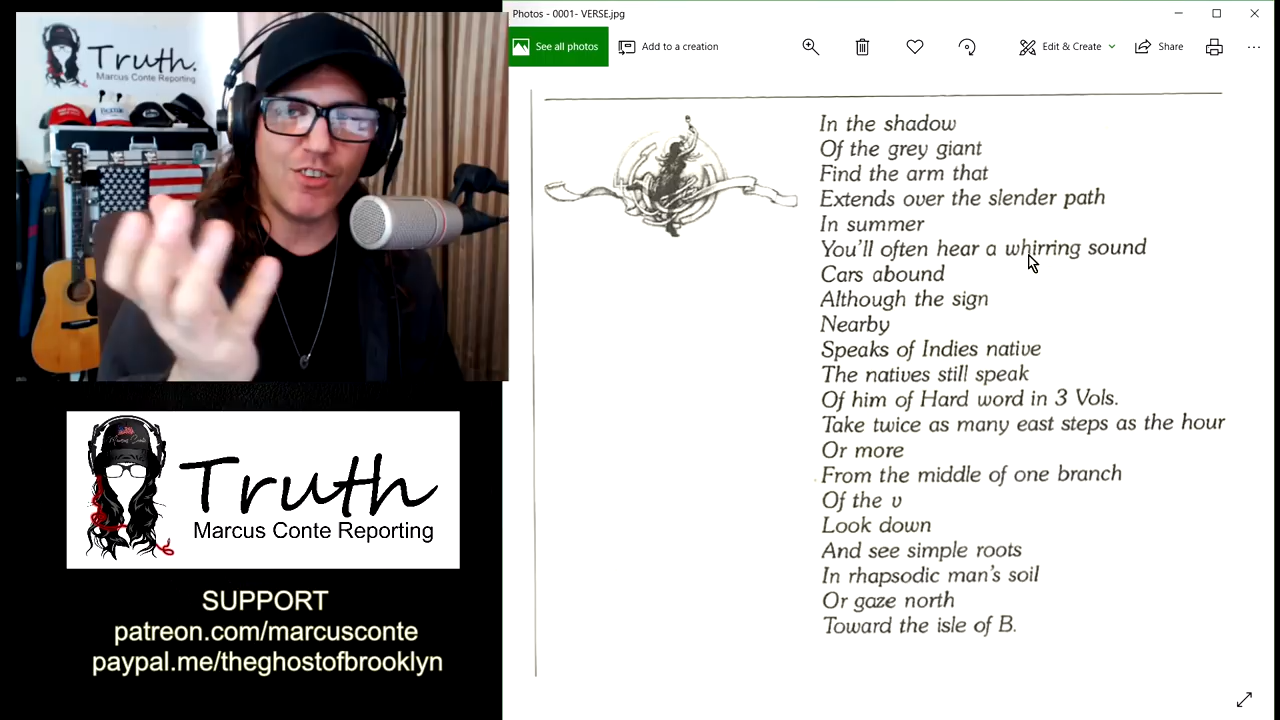 Truth.
Marcus Conte Reporting
Photos - 0001- VERSE.jpg
See all photos
Add to a creation
Edit & Create
Share
In the shadow
Of the grey giant
Find the arm that
Extends over the slender path
In summer
You'll often hear a whirring sound
Cars abound
Although the sign
Nearby
Speaks of Indies native
The natives still speak
Of him of Hard word in 3 Vols.
Take twice as many east steps as the hour
Or more
From the middle of one branch
Of the v
Look down
And see simple roots
In rhapsodic man's soil
Or gaze north
Toward the isle of B.
Truth
Marcus Conte Reporting
SUPPORT
patreon.com/marcusconte
paypal.me/theghostofbrooklyn